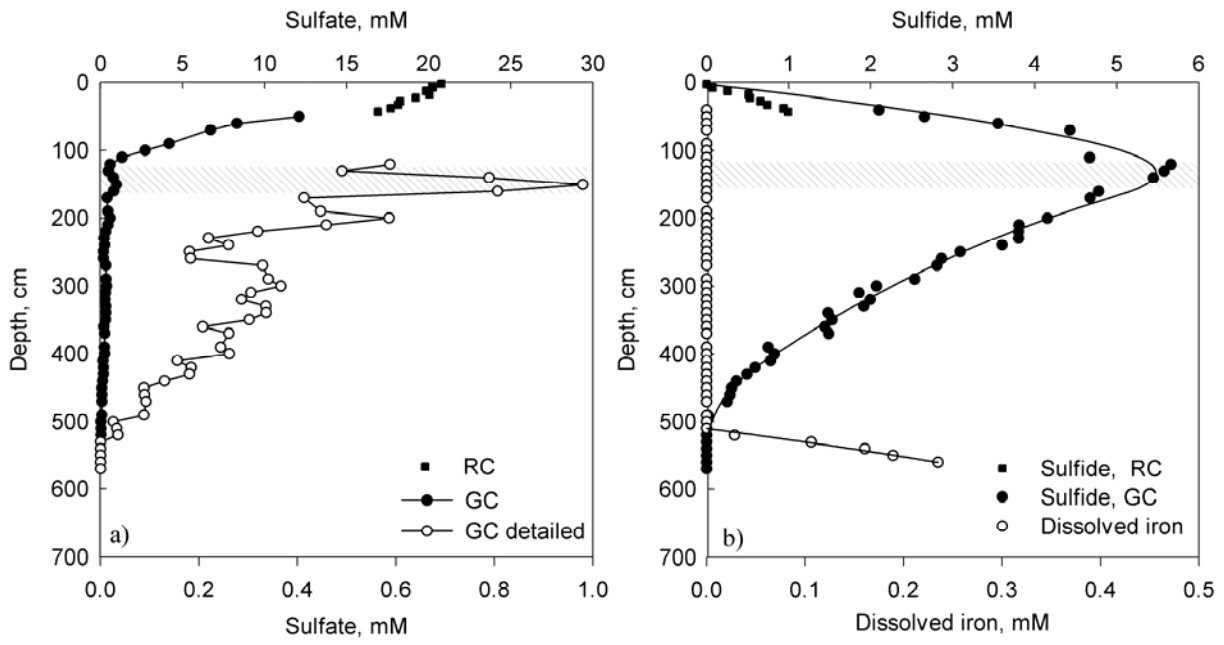 Sulfate, mM
0 5 10 15 20 25 30
0
100
200
300
400
500
600
700
Depth, cm
RC
GC
GC detailed
a)
0.0 0.2 0.4 0.6 0.8 1.0
Sulfate, mM
Sulfide, mM
0 1 2 3 4 5 6
0
100
200
300
400
500
600
700
Depth, cm
Sulfide, RC
Sulfide, GC
Dissolved iron
b)
0.0 0.1 0.2 0.3 0.4 0.5
Dissolved iron, mM